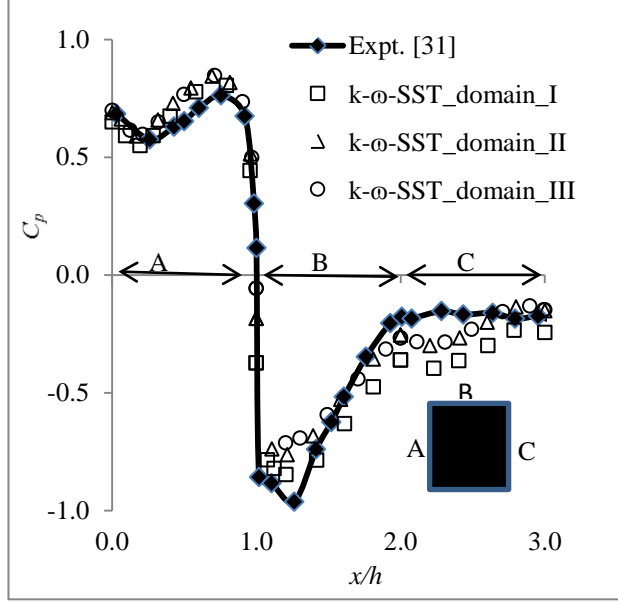 1.0
0.5
0.0
-0.5
-1.0
Cp
0.0
1.0
2.0
3.0
x/h
Expt. [31]
k-ω-SST_domain_I
k-ω-SST_domain_II
k-ω-SST_domain_III
A
B
C
B
A
C